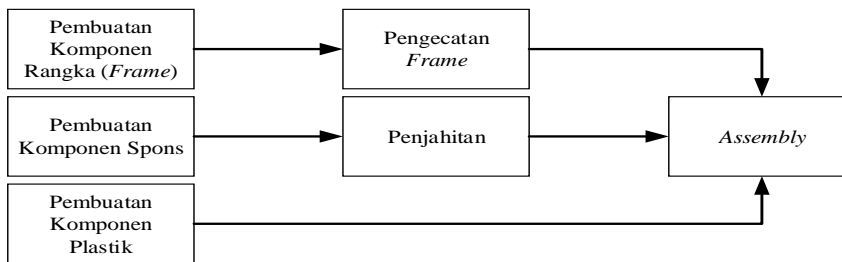 Pembuatan
Komponen
Rangka (Frame)
Pengecatan
Frame
Pembuatan
Komponen Spons
Penjahitan
Assembly
Pembuatan
Komponen
Plastik